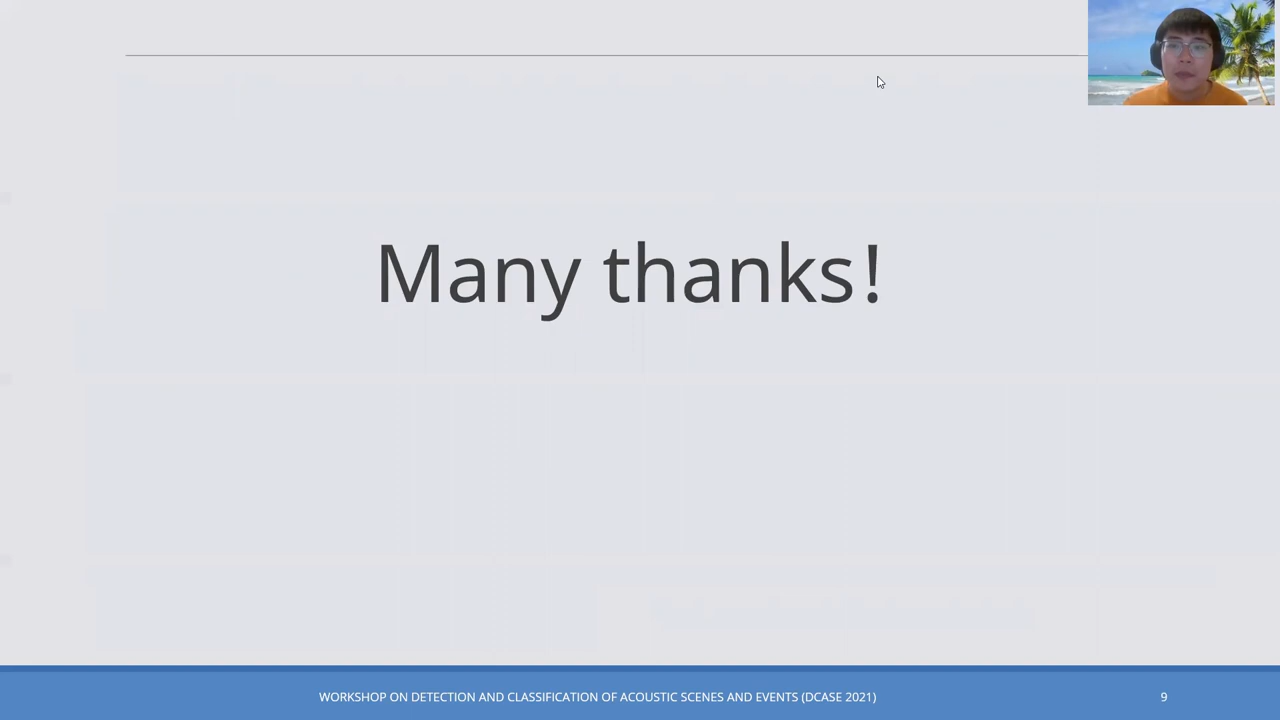 Many thanks!
WORKSHOP ON DETECTION AND CLASSIFICATION OF ACOUSTIC SCENES AND EVENTS (DCASE 2021)
9